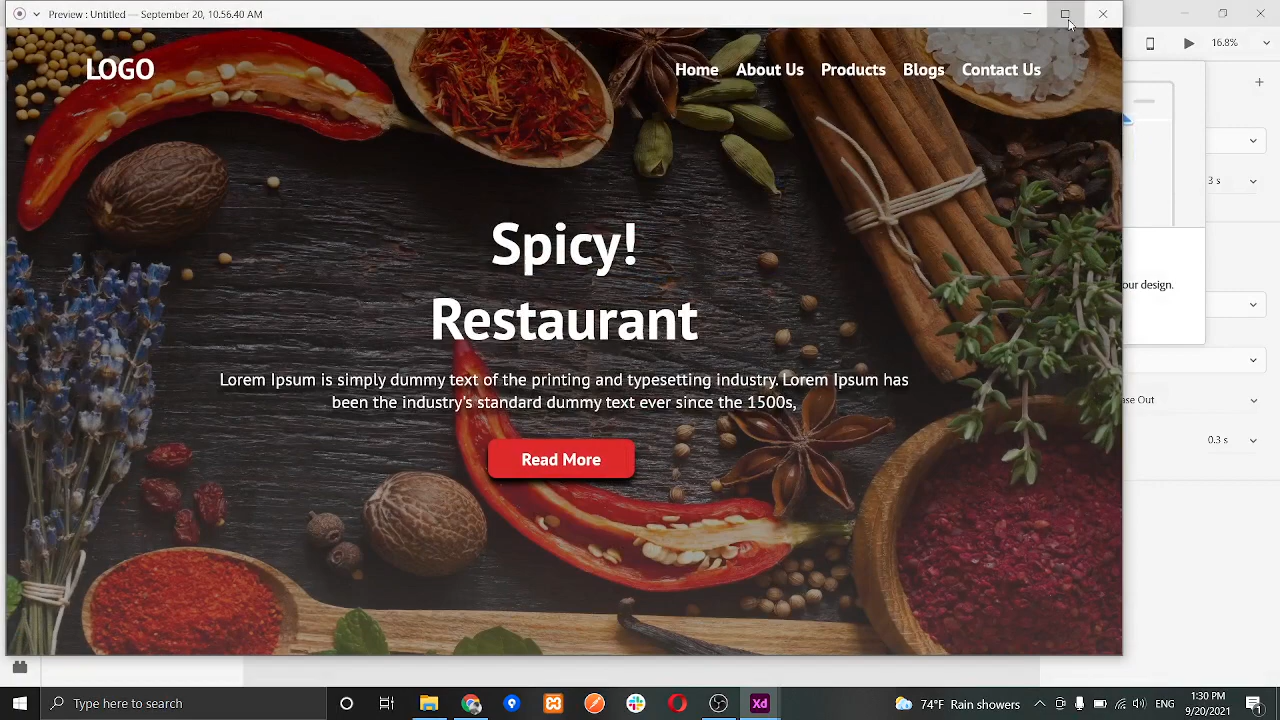 Preview : Untitled — September 20, 10.56.40 AM
16.8%
LOGO
Home About Us Products Blogs Contact Us
3 s
Spicy!
Restaurant
our design.
Lorem Ipsum is simply dummy text of the printing and typesetting industry. Lorem Ipsum has
been the industry's standard dummy text ever since the 1500s,
ase Out
Read More
0.3 s
Type here to search
Xd
74°F Rain showers
ENG
1:30 PM
9/20/2021